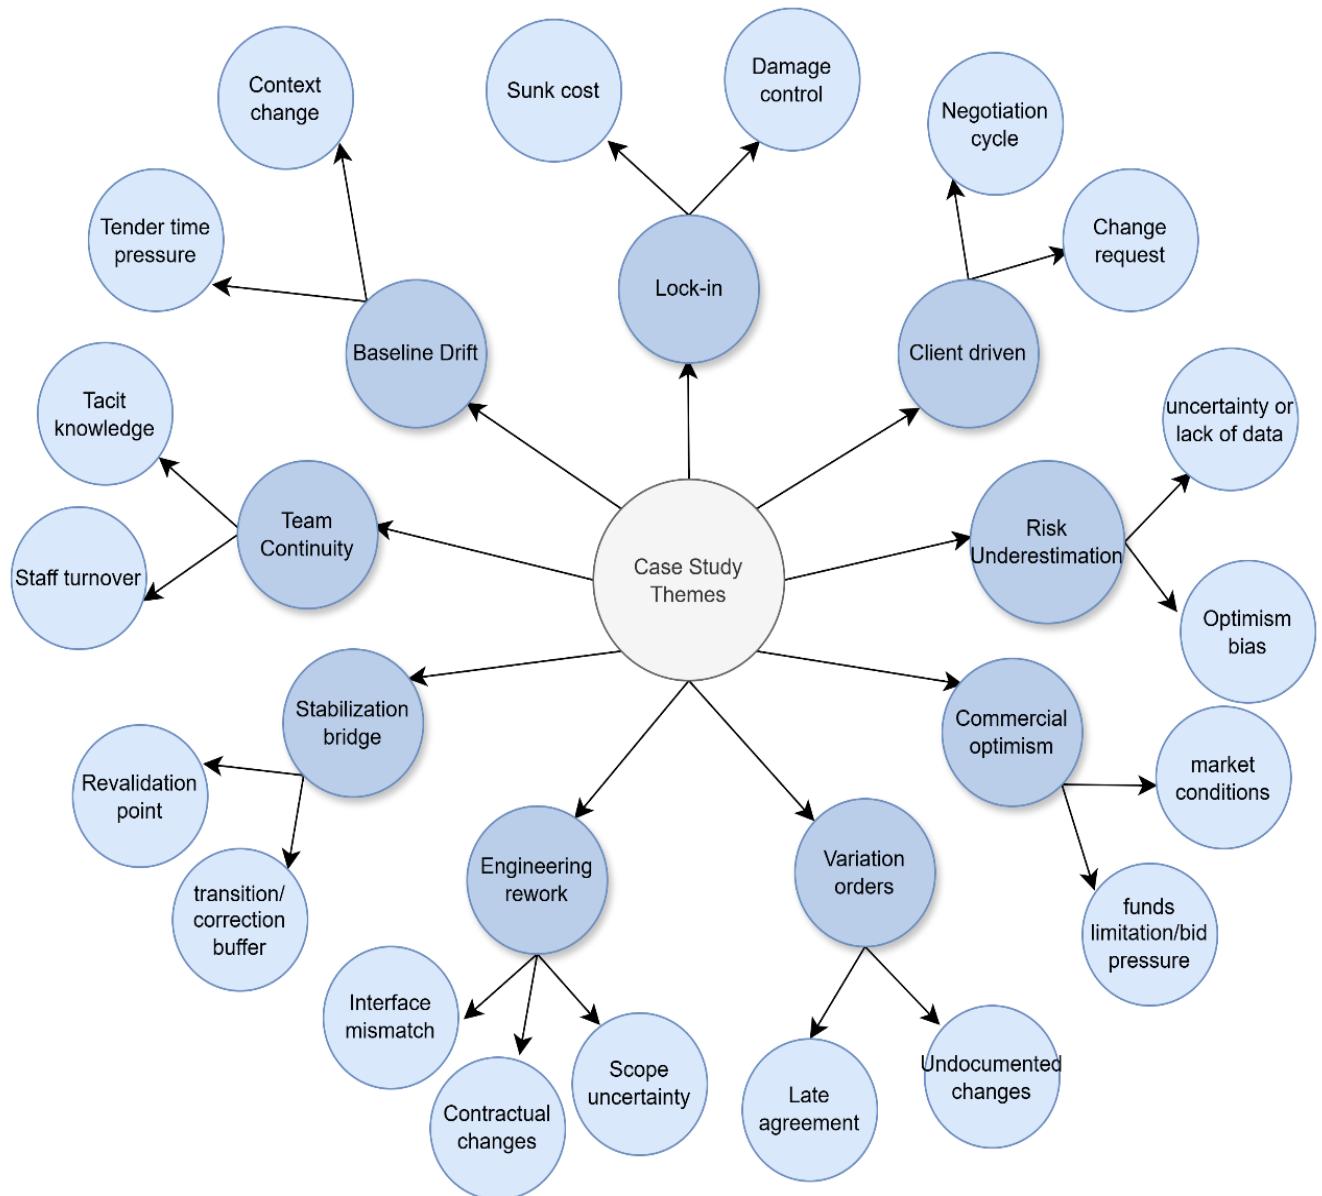 Context
change
Sunk cost
Damage
control
Negotiation
cycle
Tender time
pressure
Change
request
Lock-in
Baseline Drift
Client driven
Tacit
knowledge
uncertainty or
lack of data
Team
Continuity
Risk
Underestimation
Staff turnover
Case Study
Themes
Optimism
bias
Stabilization
bridge
Commercial
optimism
Revalidation
point
market
conditions
Engineering
rework
Variation
orders
transition/
correction
buffer
funds
limitation/bid
pressure
Interface
mismatch
Scope
uncertainty
Undocumented
changes
Contractual
changes
Late
agreement